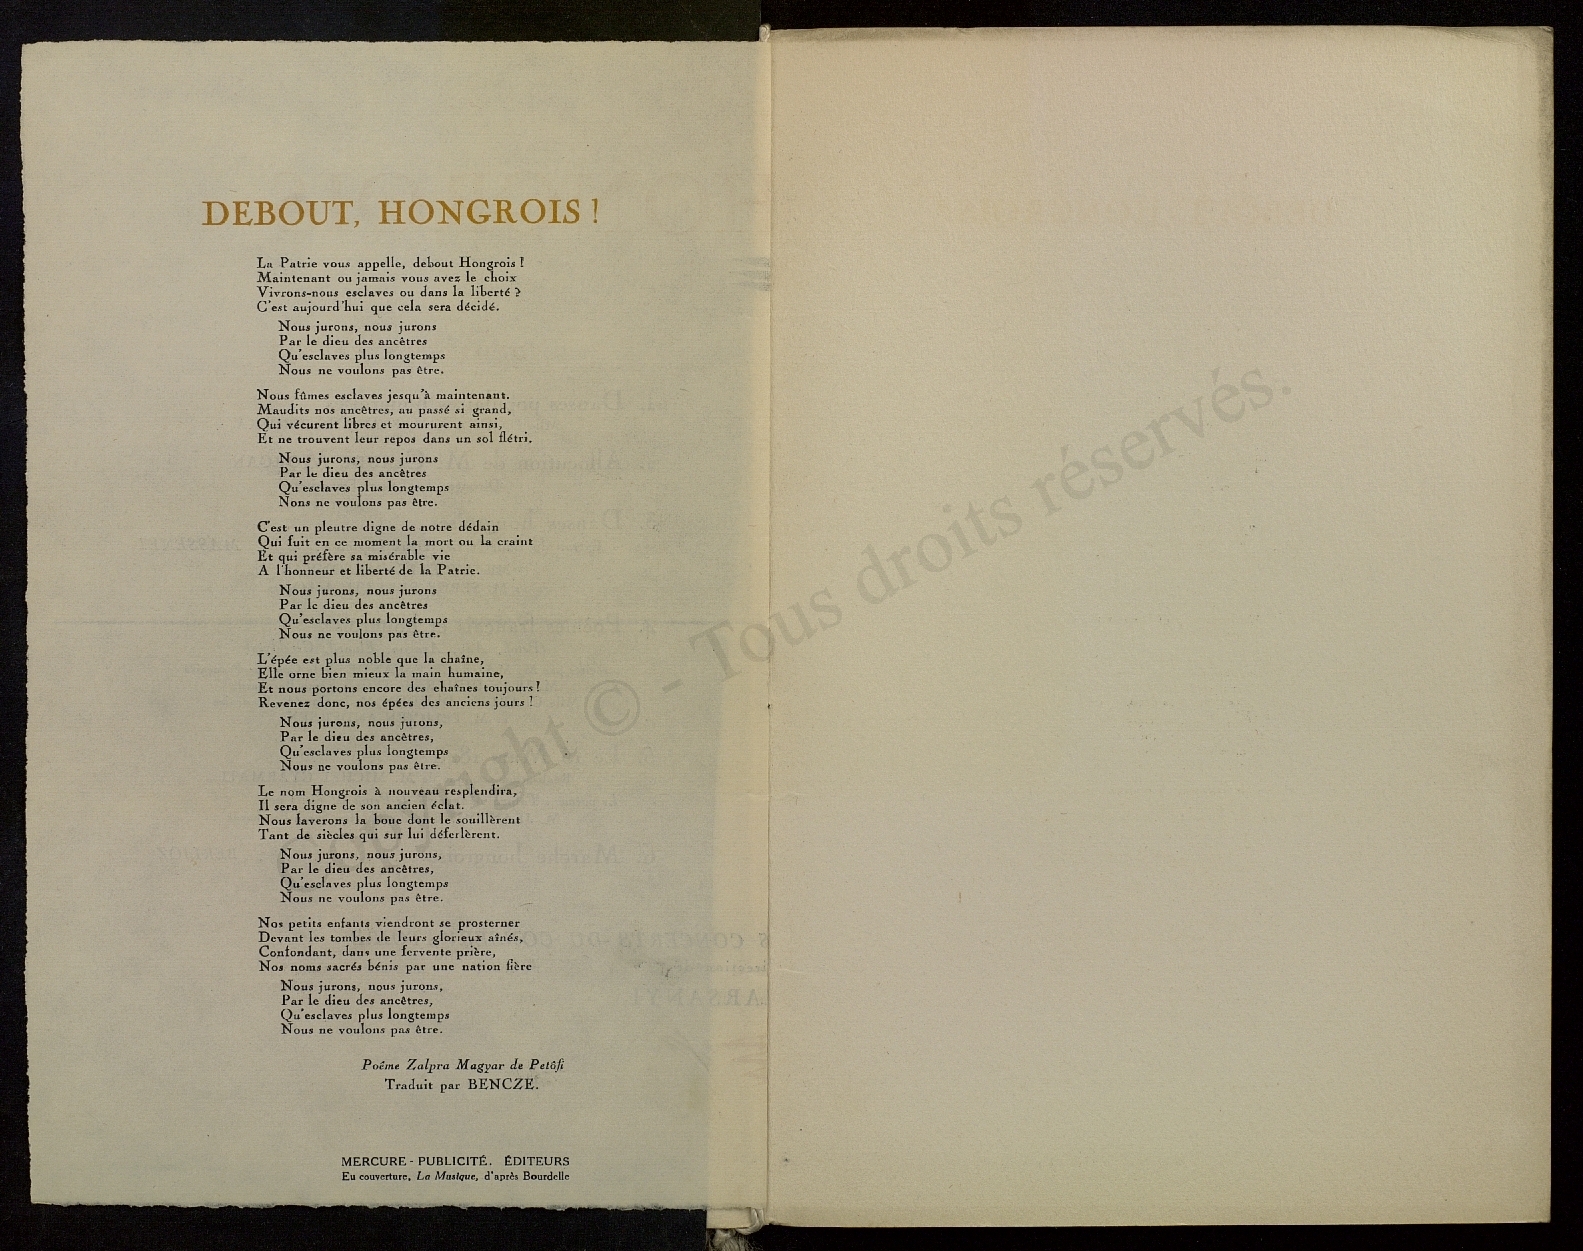 DEBOUT, HONGROIS !
La Patrie vous appelle, debout Hongrois !
Maintenant ou jamais vous avez le choix
Vivrons-nous esclaves ou dans la liberté ?
C'est aujourd'hui que cela sera décidé.
Nous jurons, nous jurons
Par le dieu des ancêtres
Qu'esclaves plus longtemps
Nous ne voulons pas être.
Nous fûmes esclaves jesqu'à maintenant.
Maudits nos ancêtres, au passé si grand,
Qui vécurent libres et moururent ainsi,
Et ne trouvent leur repos dans un sol flétri.
Nous jurons, nous jurons
Par le dieu des ancêtres
Qu'esclaves plus longtemps
Nons ne voulons pas être.
C'est un pleutre digne de notre dédain
Qui fuit en ce moment la mort ou la craint
Et qui préfère sa misérable vie
A l'honneur et liberté de la Patrie.
Nous jurons, nous jurons
Par le dieu des ancêtres
Qu'esclaves plus longtemps
Nous ne voulons pas être.
L'épée est plus noble que la chaîne,
Elle orne bien mieux la main humaine,
Et nous portons encore des chaînes toujours !
Revenez donc, nos épées des anciens jours !
Nous jurons, nous jurons,
Par le dieu des ancêtres,
Qu'esclaves plus longtemps
Nous ne voulons pas être.
Le nom Hongrois à nouveau resplendira,
Il sera digne de son ancien éclat.
Nous laverons la boue dont le souillèrent
Tant de siècles qui sur lui déferlèrent.
Nous jurons, nous jurons,
Par le dieu des ancêtres,
Qu'esclaves plus longtemps
Nous ne voulons pas être.
Nos petits enfants viendront se prosterner
Devant les tombes de leurs glorieux aînés,
Confondant, dans une fervente prière,
Nos noms sacrés bénis par une nation fière
Nous jurons, nous jurons,
Par le dieu des ancêtres,
Qu'esclaves plus longtemps
Nous ne voulons pas être.
Poême Zalpra Magyar de Petôfi
Traduit par BENCZE.
MERCURE - PUBLICITÉ. ÉDITEURS
Eu couverture, La Musique, d'après Bourdelle
Copyright © - Tous droits réservés.